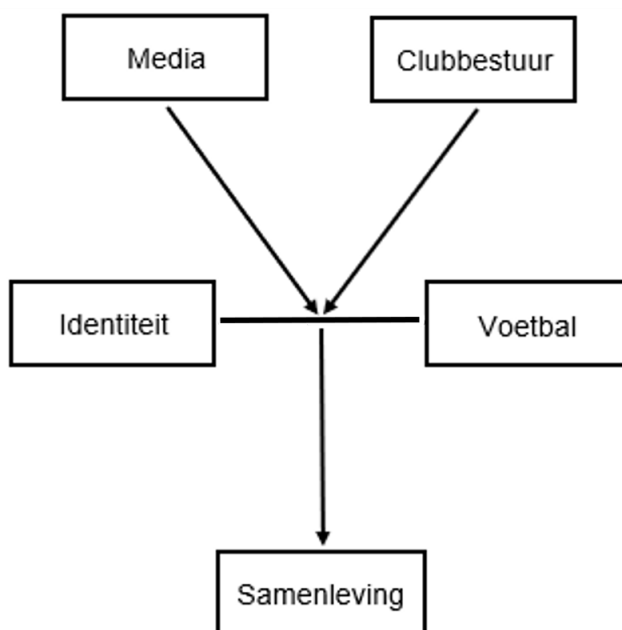 Media
Clubbestuur
Identiteit
Voetbal
Samenleving